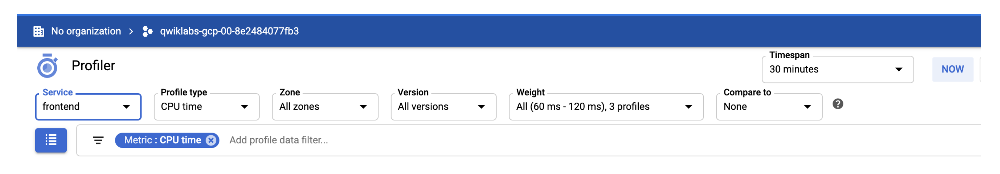 No organization > qwiklabs-gcp-00-8e2484077fb3
Profiler
Timespan
30 minutes
NOW
Service
frontend
Profile type
CPU time
Zone
All zones
Version
All versions
Weight
All (60 ms - 120 ms), 3 profiles
Compare to
None
?
Metric : CPU time
Add profile data filter...